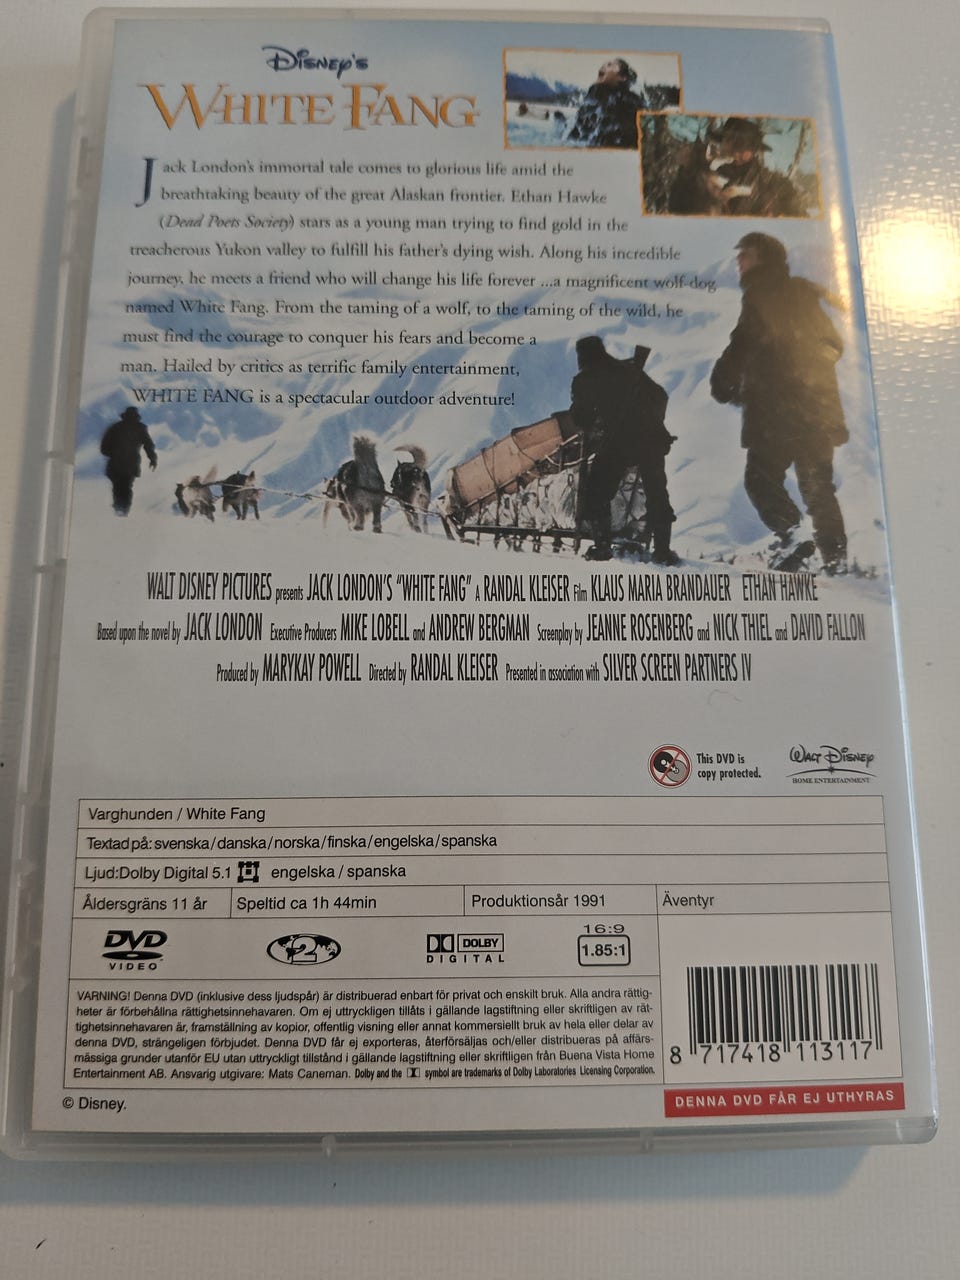 Disney's
White Fang
Jack London's immortal tale comes to glorious life amid the
breathtaking beauty of the great Alaskan frontier. Ethan Hawke
(Dead Poets Society) stars as a young man trying to find gold in the
treacherous Yukon valley to fulfill his father's dying wish. Along his incredible
journey, he meets a friend who will change his life forever ...a magnificent wolf-dog
named White Fang. From the taming of a wolf, to the taming of the wild, he
must find the courage to conquer his fears and become a
man. Hailed by critics as terrific family entertainment,
WHITE FANG is a spectacular outdoor adventure!
WALT DISNEY PICTURES presents JACK LONDON'S "WHITE FANG" A RANDAL KLEISER Film KLAUS MARIA BRANDAUER ETHAN HAWKE
Based upon the novel by JACK LONDON Executive Producers MIKE LOBELL and ANDREW BERGMAN Screenplay by JEANNE ROSENBERG and NICK THIEL and DAVID FALLON
Produced by MARYKAY POWELL Directed by RANDAL KLEISER Presented in association with SILVER SCREEN PARTNERS IV
This DVD is
copy protected.
Walt Disney
HOME ENTERTAINMENT
Varghunden / White Fang
Textad på: svenska/danska/norska/finska/engelska/spanska
Ljud:Dolby Digital 5.1 engelska / spanska
Åldersgräns 11 år
Speltid ca 1h 44min
Produktionsår 1991
Äventyr
DVD
VIDEO
2
DOLBY
DIGITAL
16:9
1.85:1
VARNING! Denna DVD (inklusive dess ljudspår) är distribuerad enbart för privat och enskilt bruk. Alla andra rättig-
heter är förbehållna rättighetsinnehavaren. Om ej uttryckligen tillåts i gällande lagstiftning eller skriftligen av rät-
tighetsinnehavaren är, framställning av kopior, offentlig visning eller annat kommersiellt bruk av hela eller delar av
denna DVD, strängeligen förbjudet. Denna DVD får ej exporteras, återförsäljas och/eller distribueras på affärs-
mässiga grunder utanför EU utan uttryckligt tillstånd i gällande lagstiftning eller skriftligen från Buena Vista Home
Entertainment AB. Ansvarig utgivare: Mats Caneman. Dolby and the symbol are trademarks of Dolby Laboratories Licensing Corporation.
8 717418 113117
© Disney.
DENNA DVD FÅR EJ UTHYRAS